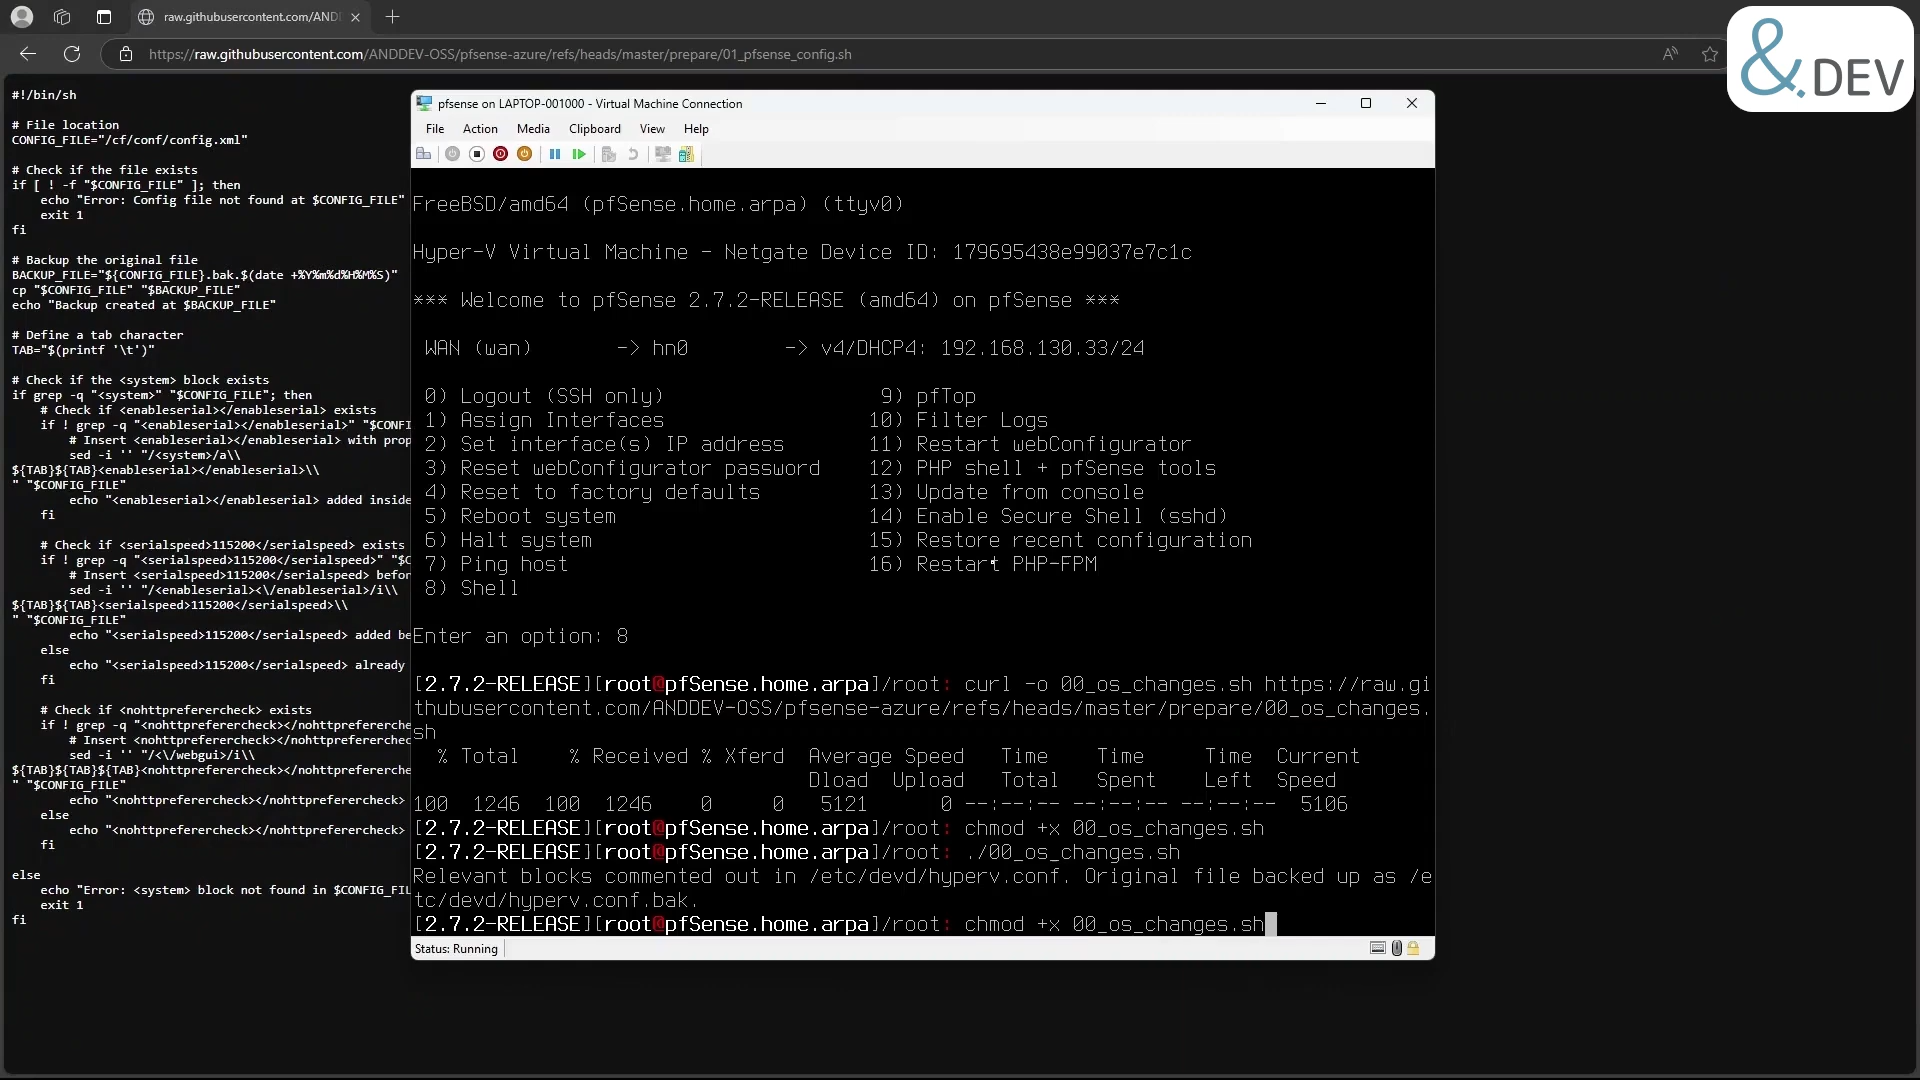 raw.githubusercontent.com/AND
https://raw.githubusercontent.com/ANDDEV-OSS/pfsense-azure/refs/heads/master/prepare/01_pfsense_config.sh
&.DEV
#!/bin/sh
# File location
CONFIG_FILE="/cf/conf/config.xml"
# Check if the file exists
if [ ! -f "$CONFIG_FILE" ]; then
echo "Error: Config file not found at $CONFIG_FILE"
exit 1
fi
# Backup the original file
BACKUP_FILE="${CONFIG_FILE}.bak.$(date +%Y%m%d%H%M%S)"
cp "$CONFIG_FILE" "$BACKUP_FILE"
echo "Backup created at $BACKUP_FILE"
# Define a tab character
TAB="$(printf '\t')"
# Check if the <system> block exists
if grep -q "<system>" "$CONFIG_FILE"; then
# Check if <enableserial></enableserial> exists
if ! grep -q "<enableserial></enableserial>" "$CONFI
# Insert <enableserial></enableserial> with prop
sed -i '' "/<system>/a\\
${TAB}${TAB}<enableserial></enableserial>\\
" "$CONFIG_FILE"
echo "<enableserial></enableserial> added inside
fi
# Check if <serialspeed>115200</serialspeed> exists
if ! grep -q "<serialspeed>115200</serialspeed>" "$C
# Insert <serialspeed>115200</serialspeed> befor
sed -i '' "/<enableserial><\/enableserial>/i\\
${TAB}${TAB}<serialspeed>115200</serialspeed>\\
" "$CONFIG_FILE"
echo "<serialspeed>115200</serialspeed> added be
else
echo "<serialspeed>115200</serialspeed> already
fi
# Check if <nohttpreferercheck> exists
if ! grep -q "<nohttpreferercheck></nohttpreferercheck
# Insert <nohttpreferercheck></nohttpreferercheck
sed -i '' "/<\/webgui>/i\\
${TAB}${TAB}${TAB}<nohttpreferercheck></nohttpreferche
" "$CONFIG_FILE"
echo "<nohttpreferercheck></nohttpreferercheck>
else
echo "<nohttpreferercheck></nohttpreferercheck>
fi
else
echo "Error: <system> block not found in $CONFIG_FIL
exit 1
fi
pfsense on LAPTOP-001000 - Virtual Machine Connection
File Action Media Clipboard View Help
FreeBSD/amd64 (pfSense.home.arpa) (ttyv0)
Hyper-V Virtual Machine - Netgate Device ID: 179695438e99037e7c1c
*** Welcome to pfSense 2.7.2-RELEASE (amd64) on pfSense ***
WAN (wan) -> hn0 -> v4/DHCP4: 192.168.130.33/24
0) Logout (SSH only) 9) pfTop
1) Assign Interfaces 10) Filter Logs
2) Set interface(s) IP address 11) Restart webConfigurator
3) Reset webConfigurator password 12) PHP shell + pfSense tools
4) Reset to factory defaults 13) Update from console
5) Reboot system 14) Enable Secure Shell (sshd)
6) Halt system 15) Restore recent configuration
7) Ping host 16) Restart PHP-FPM
8) Shell
Enter an option: 8
[2.7.2-RELEASE][root@pfSense.home.arpa]/root: curl -o 00_os_changes.sh https://raw.gi
thubusercontent.com/ANDDEV-OSS/pfsense-azure/refs/heads/master/prepare/00_os_changes.
sh
% Total % Received % Xferd Average Speed Time Time Time Current
Dload Upload Total Spent Left Speed
100 1246 100 1246 0 0 5121 0 --:--:-- --:--:-- --:--:-- 5106
[2.7.2-RELEASE][root@pfSense.home.arpa]/root: chmod +x 00_os_changes.sh
[2.7.2-RELEASE][root@pfSense.home.arpa]/root: ./00_os_changes.sh
Relevant blocks commented out in /etc/devd/hyperv.conf. Original file backed up as /e
tc/devd/hyperv.conf.bak.
[2.7.2-RELEASE][root@pfSense.home.arpa]/root: chmod +x 00_os_changes.sh
Status: Running